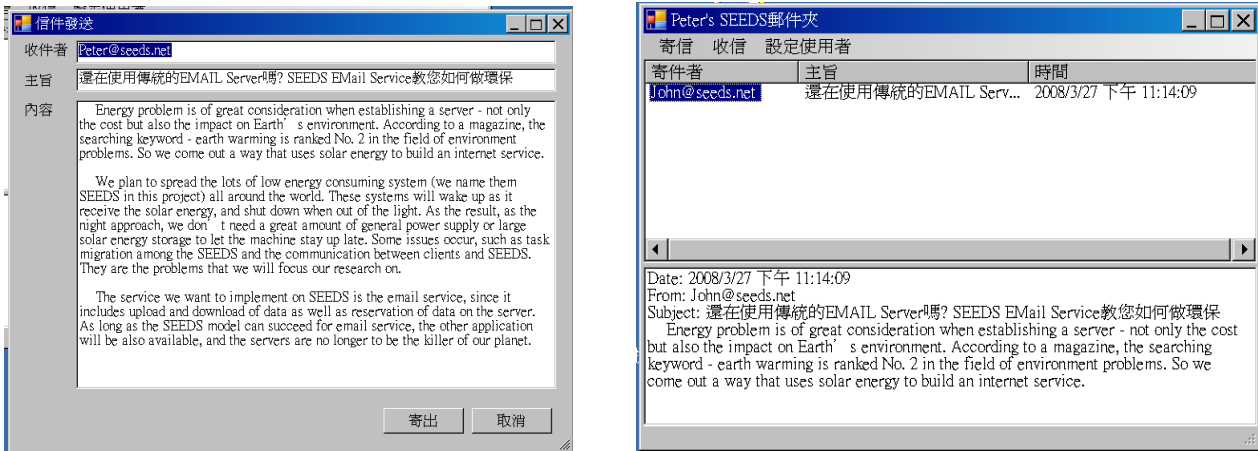 信件發送
收件者 Peter@seeds.net
主旨 還在使用傳統的EMAIL Server嗎? SEEDS EMail Service教您如何做環保
內容
Energy problem is of great consideration when establishing a server - not only
the cost but also the impact on Earth’s environment. According to a magazine, the
searching keyword - earth warming is ranked No. 2 in the field of environment
problems. So we come out a way that uses solar energy to build an internet service.
We plan to spread the lots of low energy consuming system (we name them
SEEDS in this project) all around the world. These systems will wake up as it
receive the solar energy, and shut down when out of the light. As the result, as the
night approach, we don’t need a great amount of general power supply or large
solar energy storage to let the machine stay up late. Some issues occur, such as task
migration among the SEEDS and the communication between clients and SEEDS.
They are the problems that we will focus our research on.
The service we want to implement on SEEDS is the email service, since it
includes upload and download of data as well as reservation of data on the server.
As long as the SEEDS model can succeed for email service, the other application
will be also available, and the servers are no longer to be the killer of our planet.
寄出 取消
Peter's SEEDS郵件夾
寄信 收信 設定使用者
寄件者 主旨 時間
John@seeds.net 還在使用傳統的EMAIL Serv... 2008/3/27 下午 11:14:09
Date: 2008/3/27 下午 11:14:09
From: John@seeds.net
Subject: 還在使用傳統的EMAIL Server嗎? SEEDS EMail Service教您如何做環保
Energy problem is of great consideration when establishing a server - not only the cost
but also the impact on Earth’s environment. According to a magazine, the searching
keyword - earth warming is ranked No. 2 in the field of environment problems. So we
come out a way that uses solar energy to build an internet service.